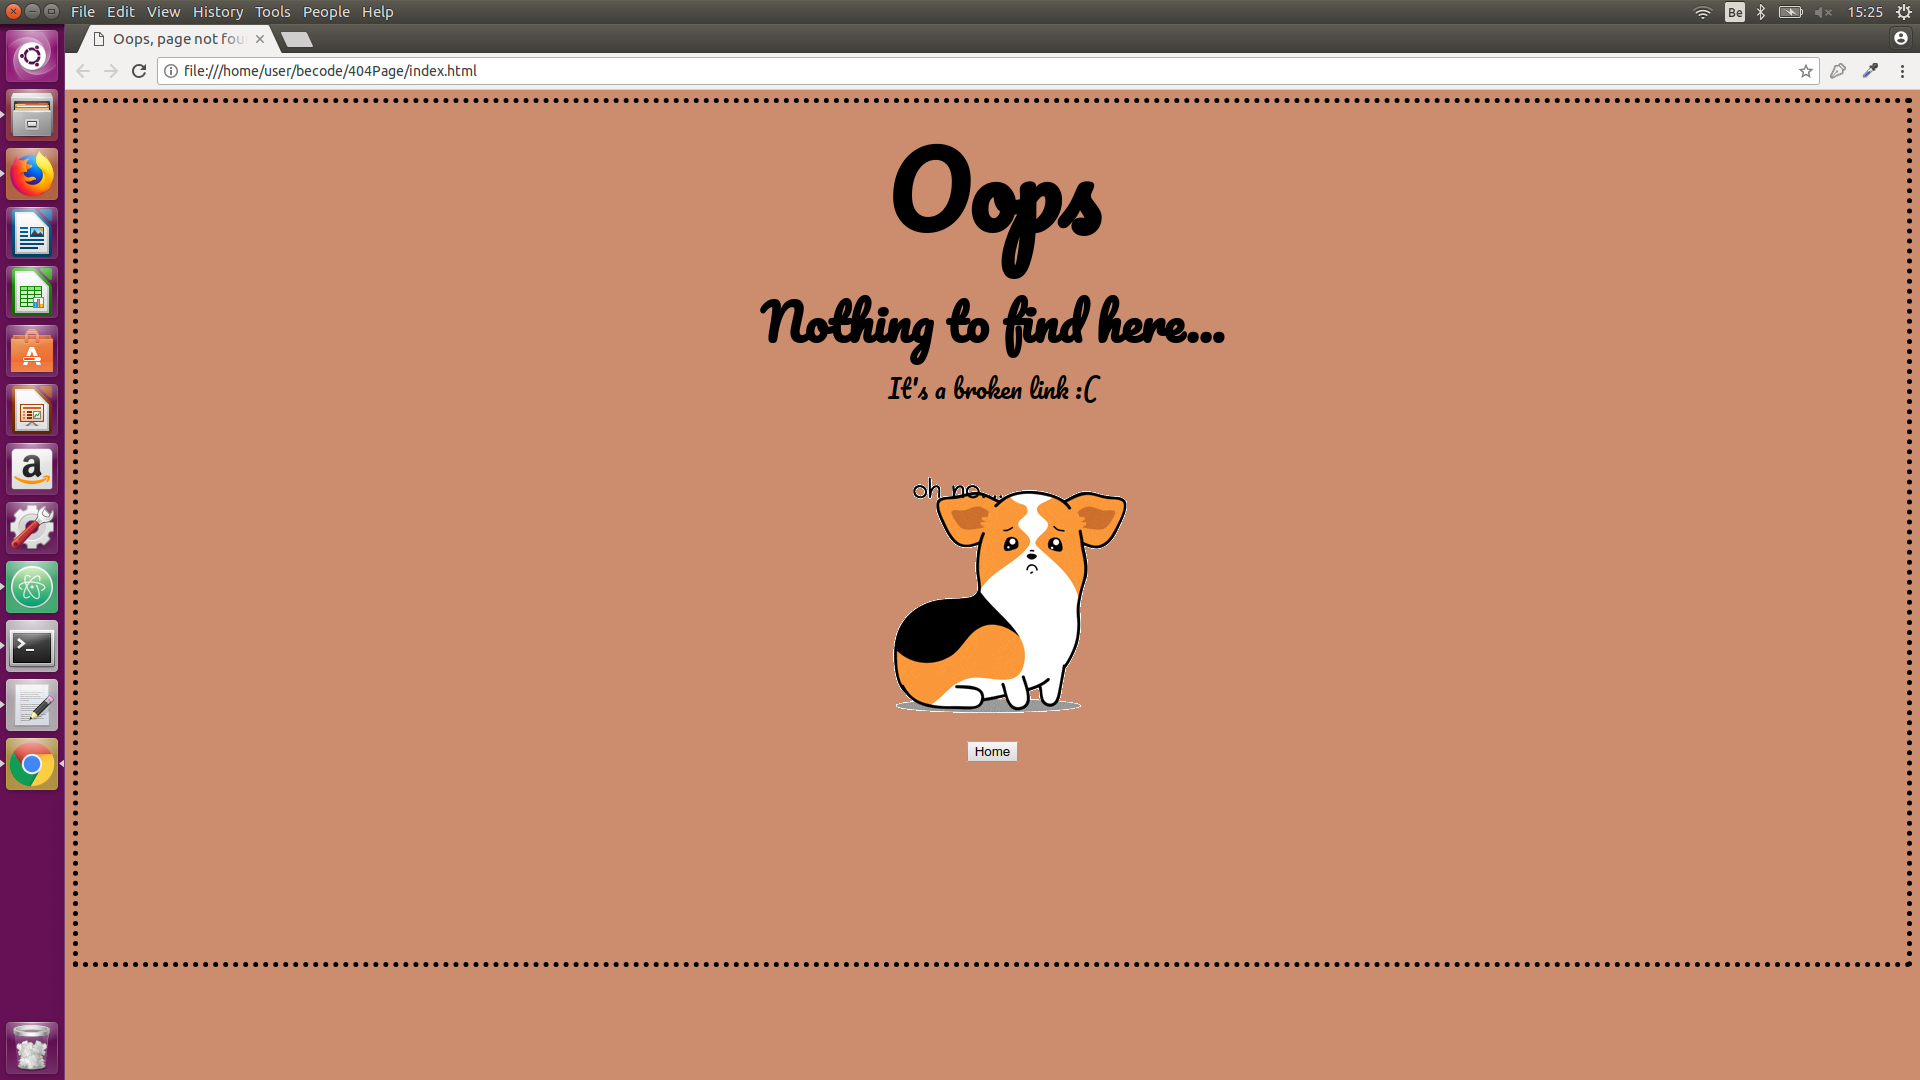 File Edit View History Tools People Help
Be
15:25
Oops, page not fou
file:///home/user/becode/404Page/index.html
Oops
Nothing to find here...
It's a broken link :C
oh no...
Home